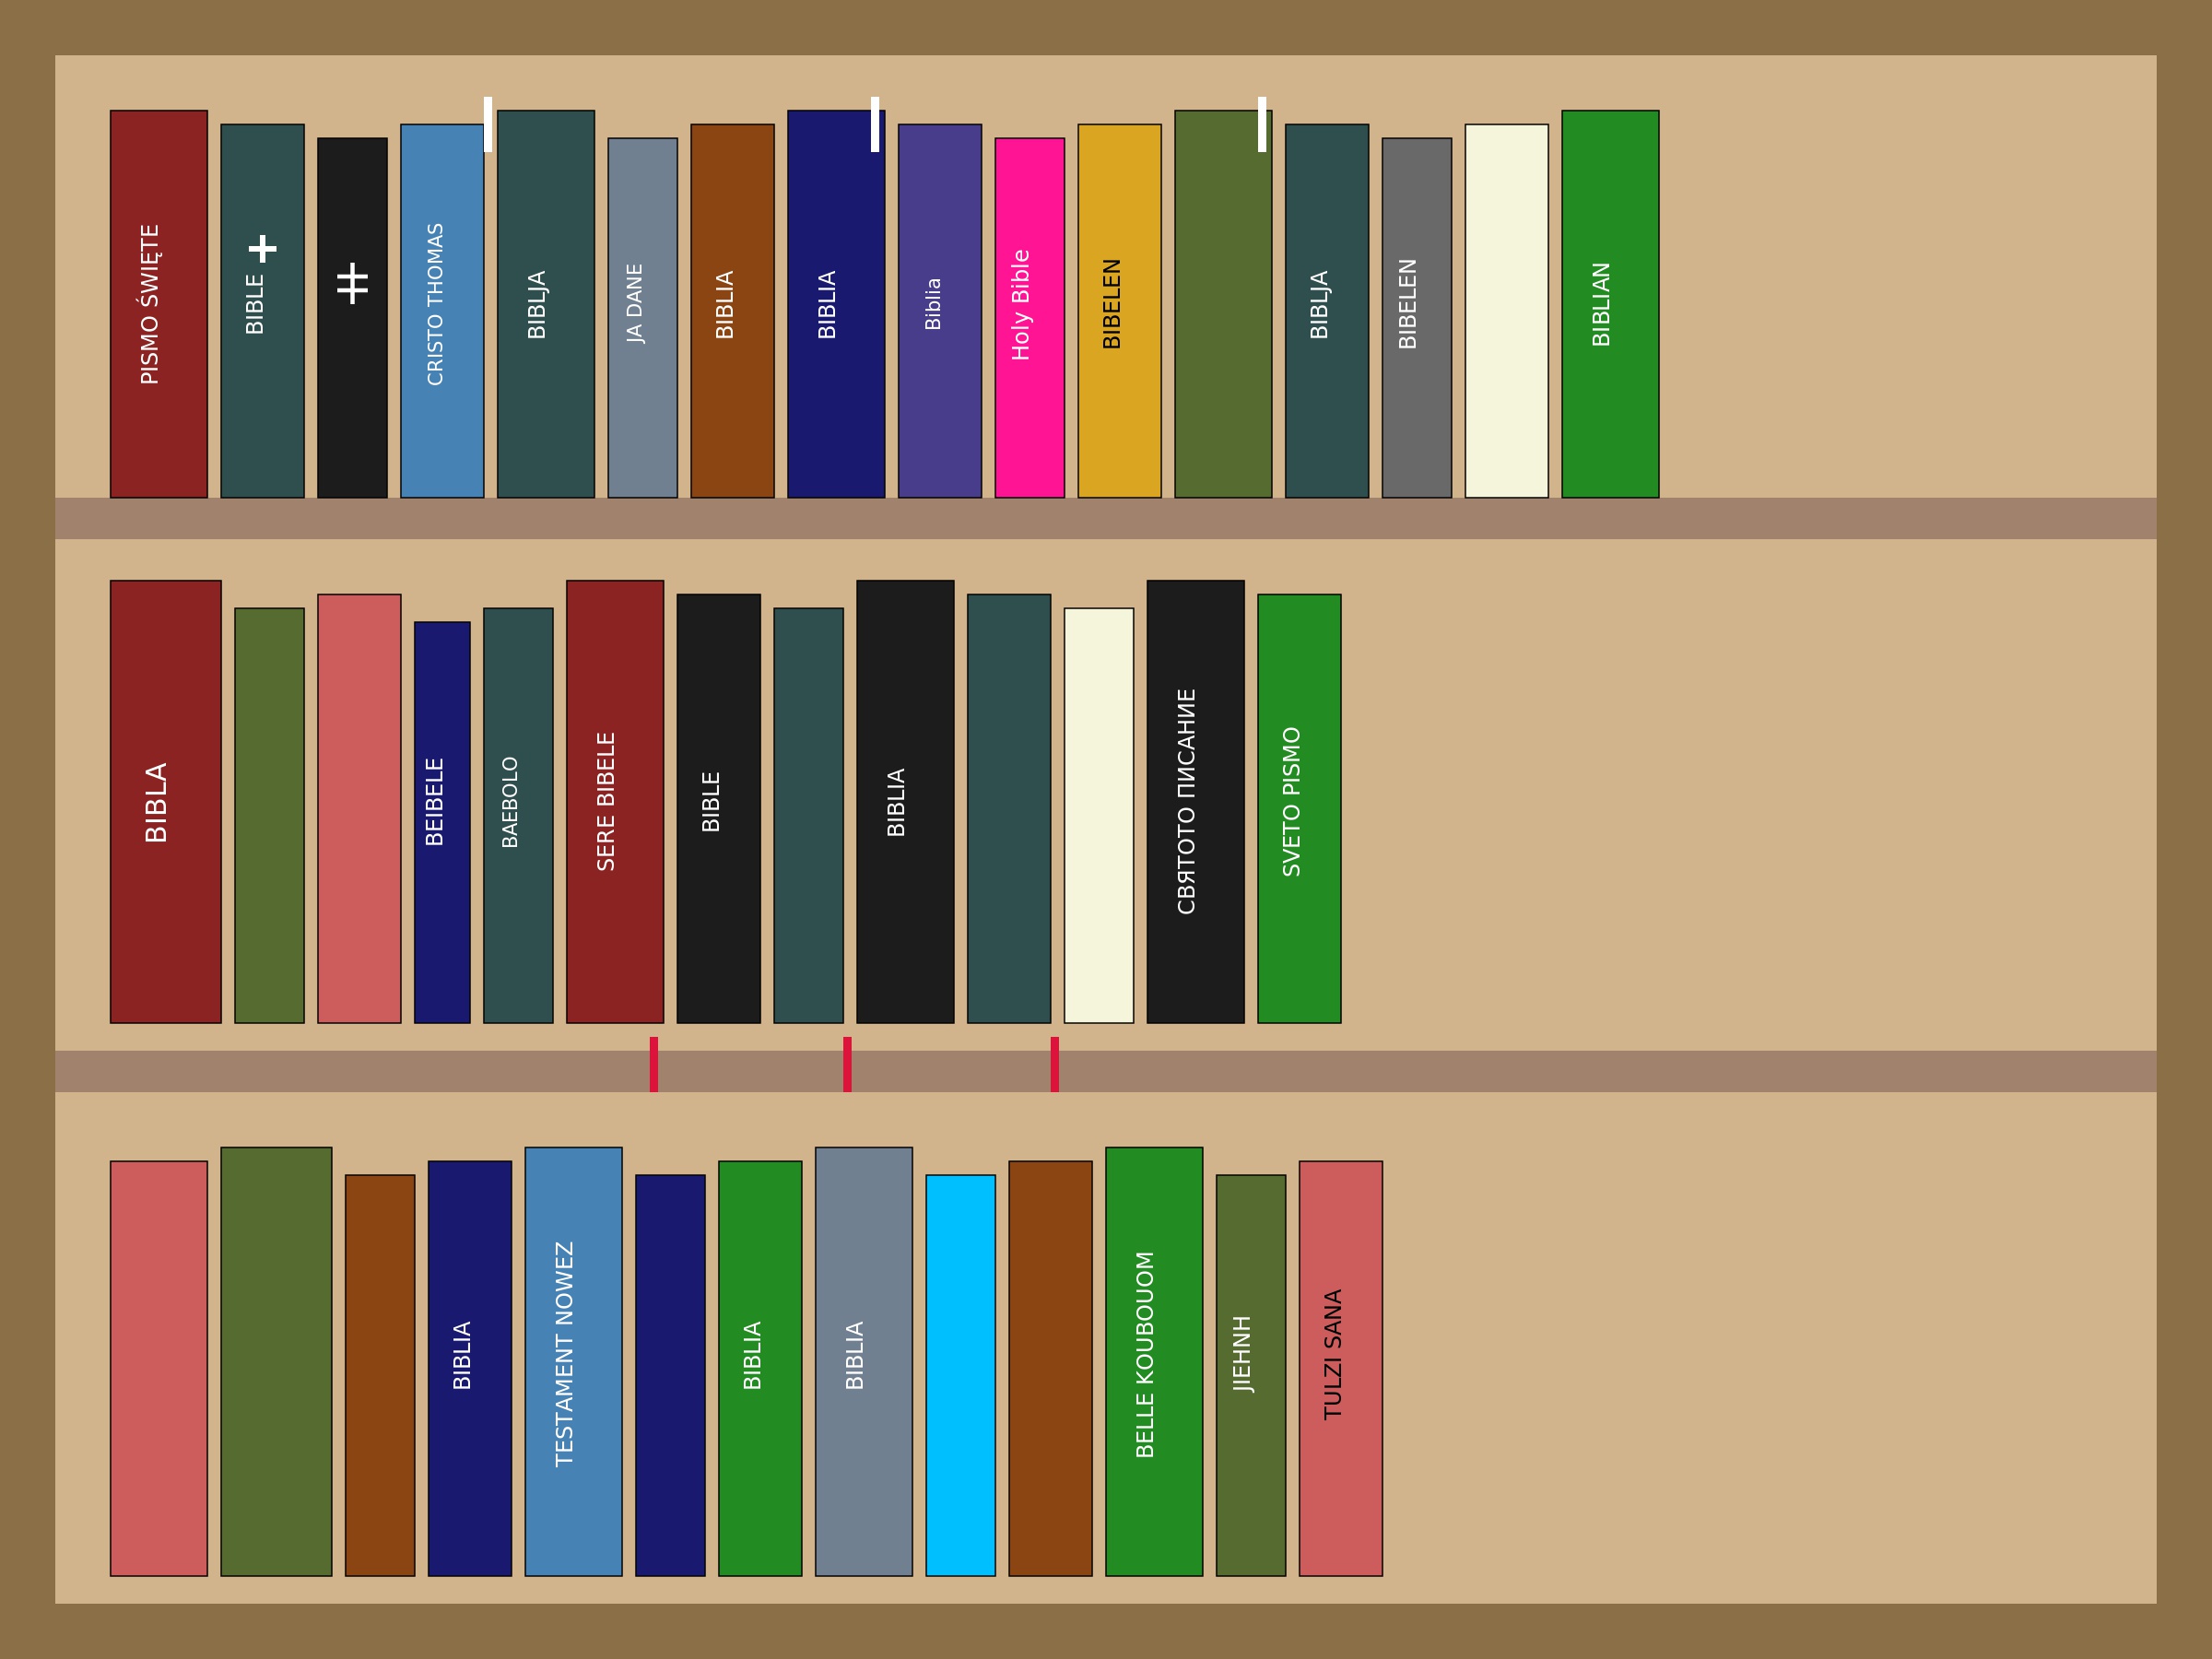 PISMO ŚWIĘTE
BIBLE
CRISTO THOMAS
BIBLJA
JA DANE
BIBLIA
BIBLIA
Biblia
Holy Bible
BIBELEN
BIBLJA
BIBELEN
BIBLIAN
BIBLA
BEIBELE
BAEBOLO
SERE BIBELE
BIBLE
BIBLIA
СВЯТОТО ПИСАНИЕ
SVETO PISMO
BIBLIA
TESTAMENT NOWEZ
BIBLIA
BIBLIA
BELLE KOUBOUOM
JIEHNH
TULZI SANA